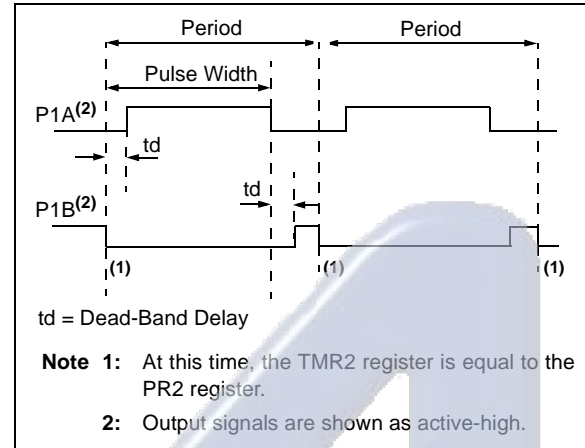 Period Period
Pulse Width
P1A(2)
td
td
P1B(2)
(1) (1) (1)
td = Dead-Band Delay
Note 1: At this time, the TMR2 register is equal to the
PR2 register.
2: Output signals are shown as active-high.